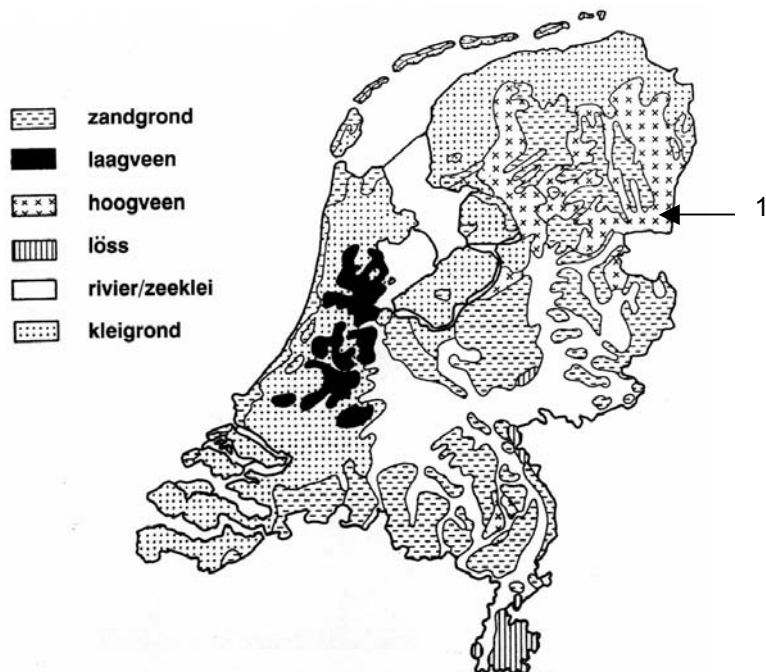 zandgrond
laagveen
hoogveen
löss
rivier/zeeklei
kleigrond
1